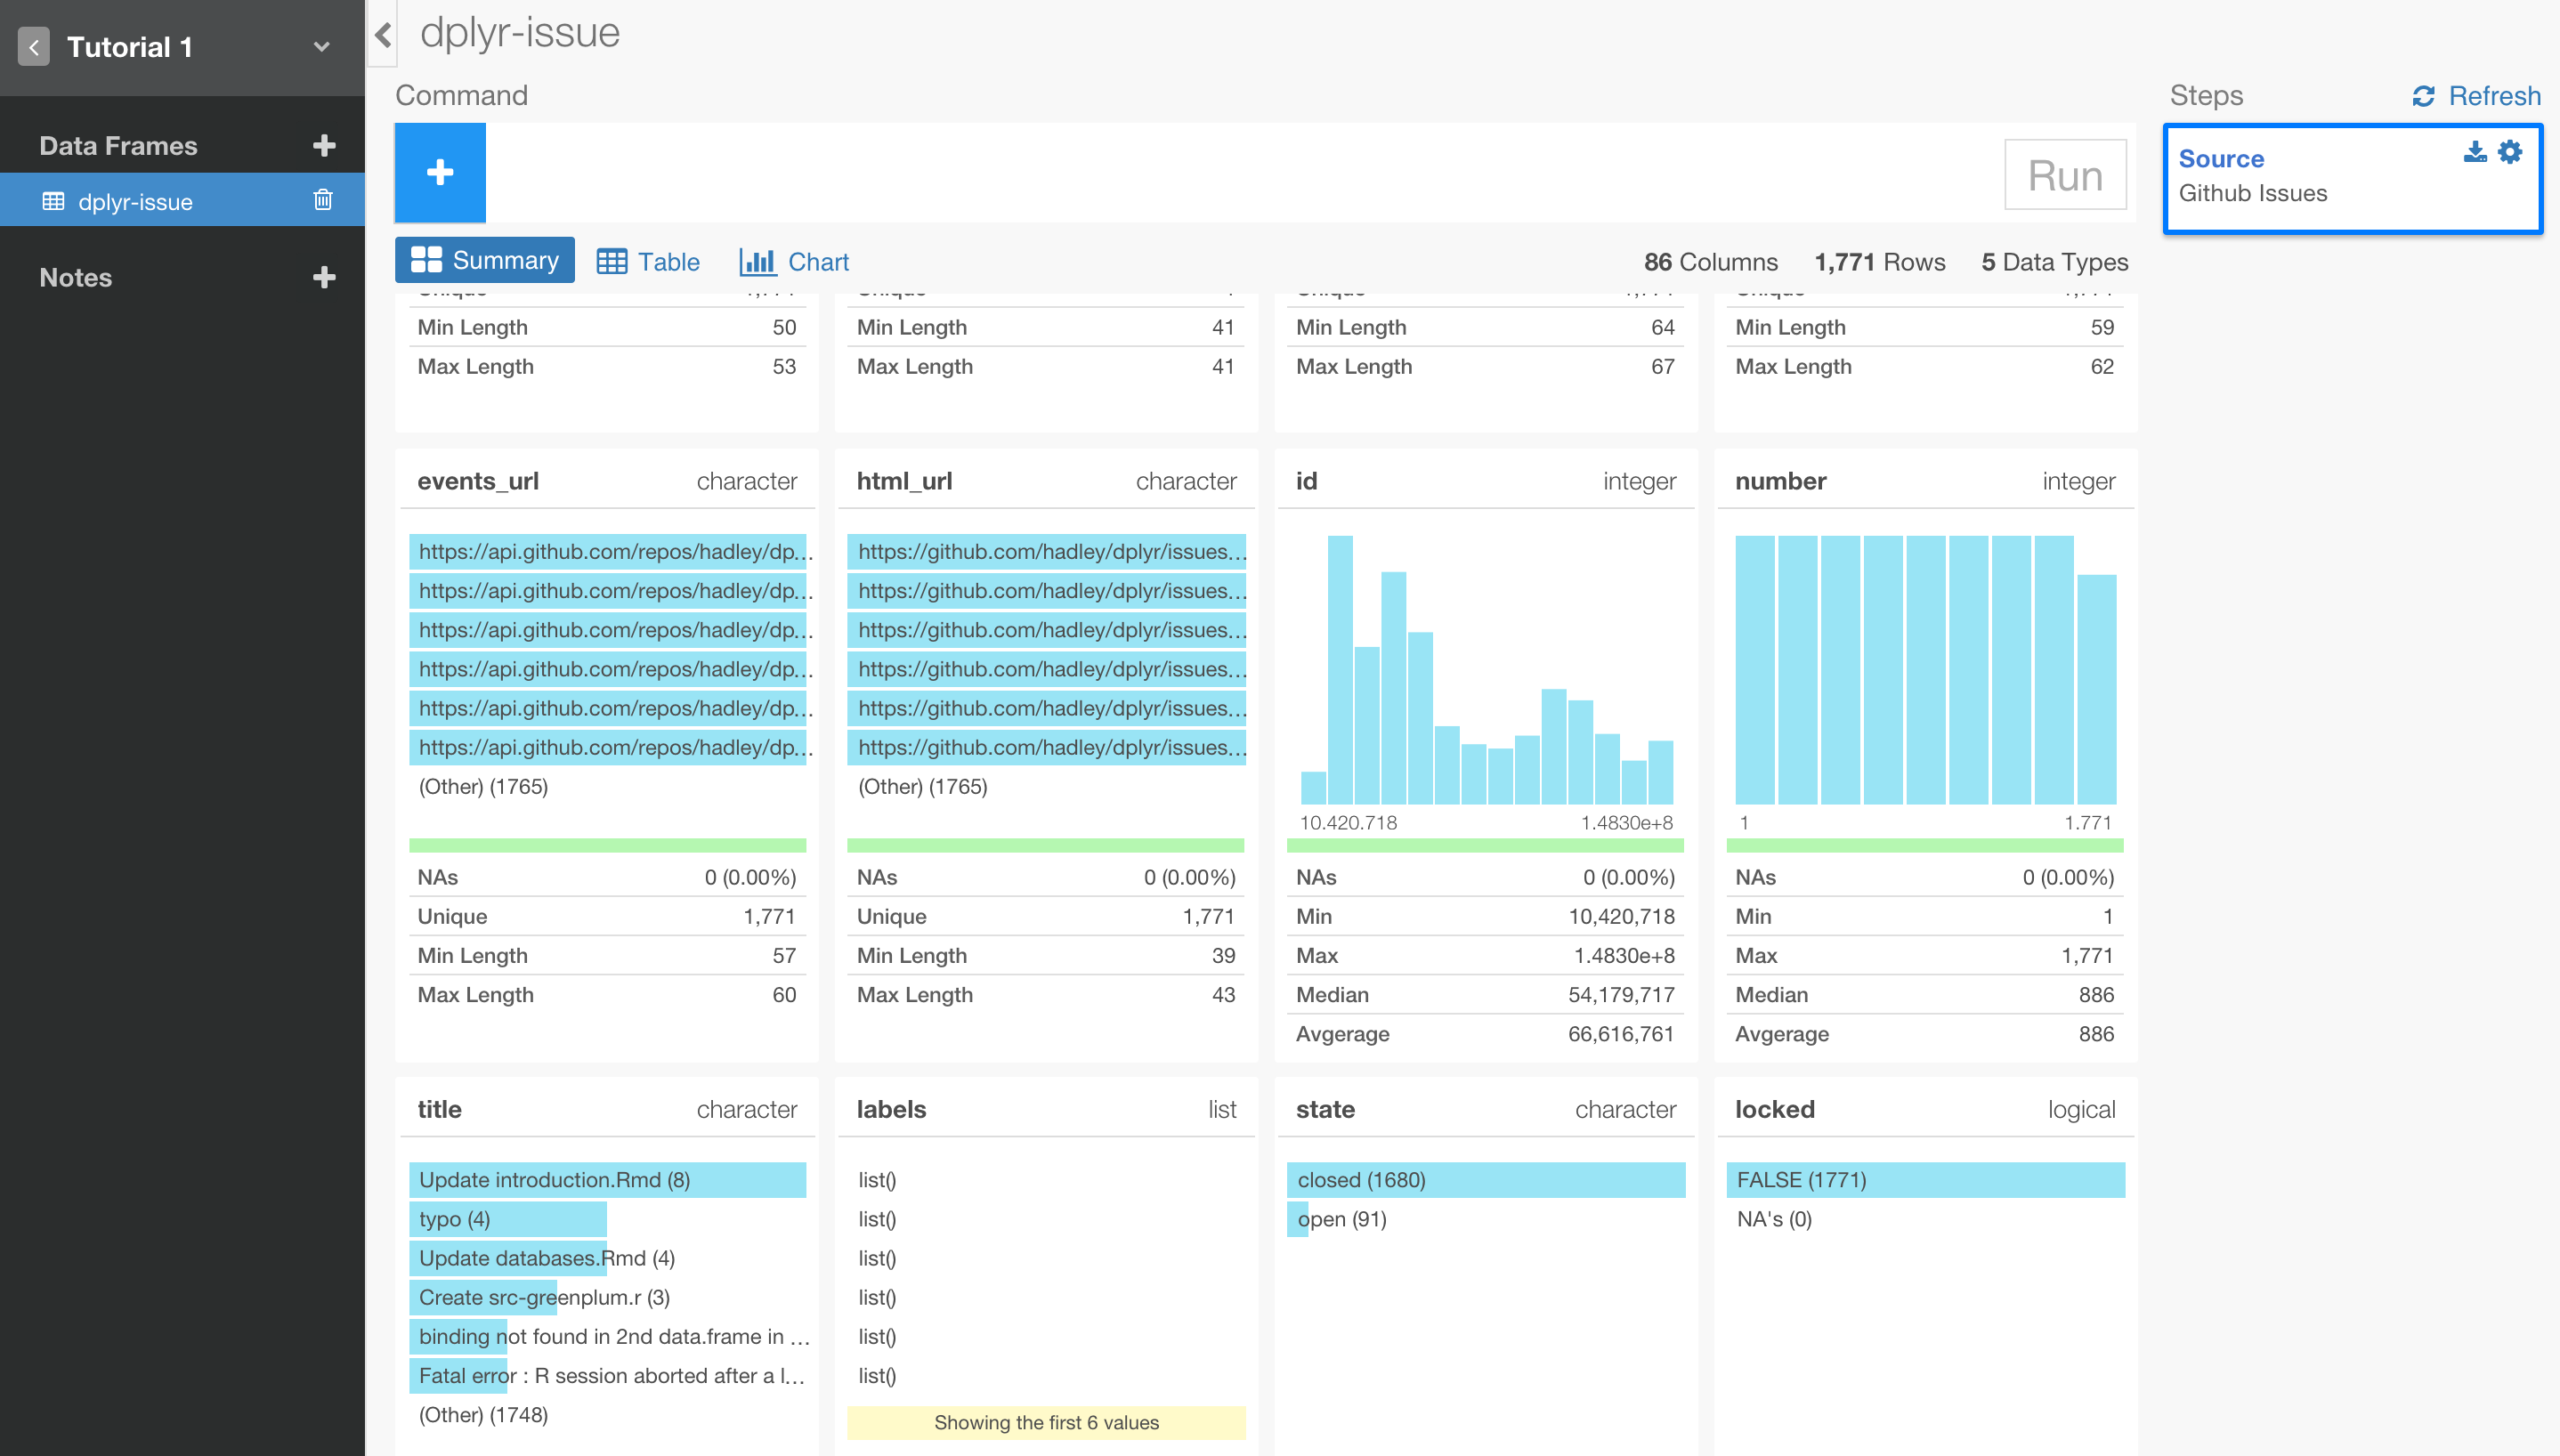 Tutorial 1
Data Frames
dplyr-issue
Notes
dplyr-issue
Command
Run
Steps Refresh
Source
Github Issues
Summary Table Chart 86 Columns 1,771 Rows 5 Data Types
Min Length 50 Min Length 41 Min Length 64 Min Length 59
Max Length 53 Max Length 41 Max Length 67 Max Length 62
events_url character
https://api.github.com/repos/hadley/dp...
https://api.github.com/repos/hadley/dp...
https://api.github.com/repos/hadley/dp...
https://api.github.com/repos/hadley/dp...
https://api.github.com/repos/hadley/dp...
https://api.github.com/repos/hadley/dp...
(Other) (1765)
NAs 0 (0.00%)
Unique 1,771
Min Length 57
Max Length 60
html_url character
https://github.com/hadley/dplyr/issues...
https://github.com/hadley/dplyr/issues...
https://github.com/hadley/dplyr/issues...
https://github.com/hadley/dplyr/issues...
https://github.com/hadley/dplyr/issues...
https://github.com/hadley/dplyr/issues...
(Other) (1765)
NAs 0 (0.00%)
Unique 1,771
Min Length 39
Max Length 43
id integer
10.420.718 1.4830e+8
NAs 0 (0.00%)
Min 10,420,718
Max 1.4830e+8
Median 54,179,717
Avgerage 66,616,761
number integer
1 1.771
NAs 0 (0.00%)
Min 1
Max 1,771
Median 886
Avgerage 886
title character
Update introduction.Rmd (8)
typo (4)
Update databases.Rmd (4)
Create src-greenplum.r (3)
binding not found in 2nd data.frame in ...
Fatal error : R session aborted after a l...
(Other) (1748)
labels list
list()
list()
list()
list()
list()
list()
Showing the first 6 values
state character
closed (1680)
open (91)
locked logical
FALSE (1771)
NA's (0)